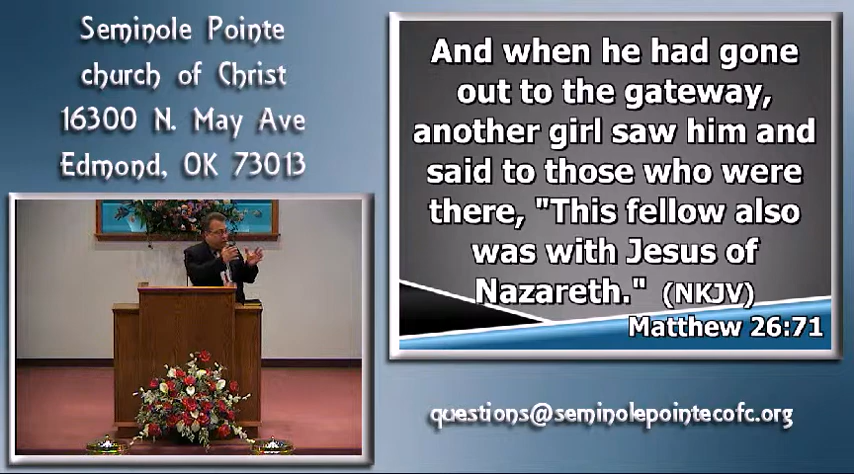 Seminole Pointe
church of Christ
16300 N. May Ave
Edmond, OK 73013
And when he had gone
out to the gateway,
another girl saw him and
said to those who were
there, "This fellow also
was with Jesus of
Nazareth." (NKJV)
Matthew 26:71
questions@seminolepointecofc.org